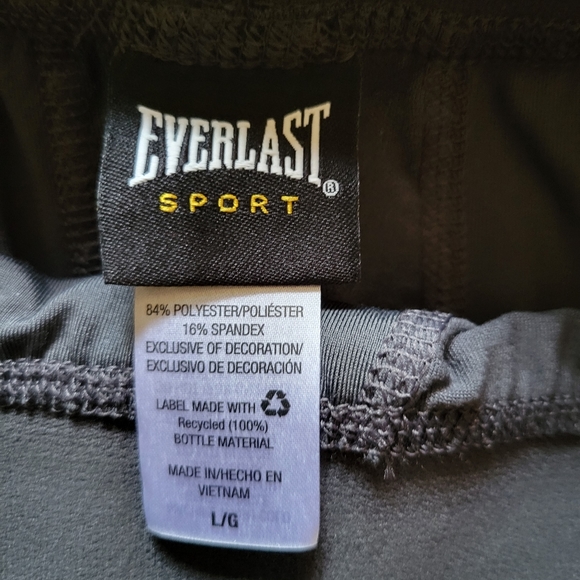 EVERLAST®
SPORT
84% POLYESTER/POLIÉSTER
16% SPANDEX
EXCLUSIVE OF DECORATION/
EXCLUSIVO DE DECORACIÓN
LABEL MADE WITH
Recycled (100%)
BOTTLE MATERIAL
MADE IN/HECHO EN
VIETNAM
L/G